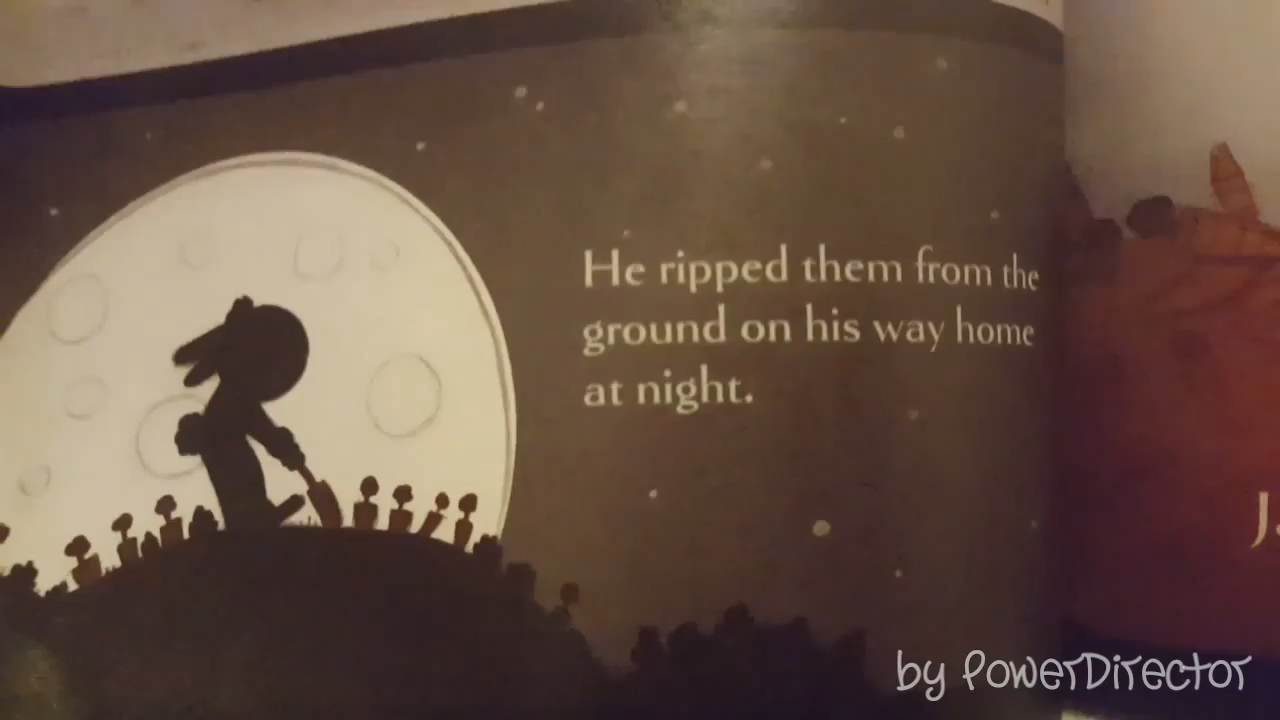 He ripped them from the
ground on his way home
at night.
J.
by PowerDirector